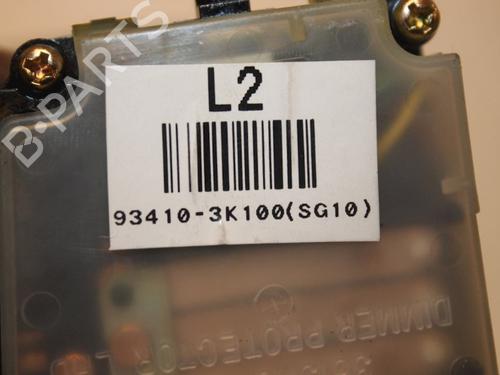 L2
93410-3K100(SG10)
DIMMER PROTECTOR
B-PARTS